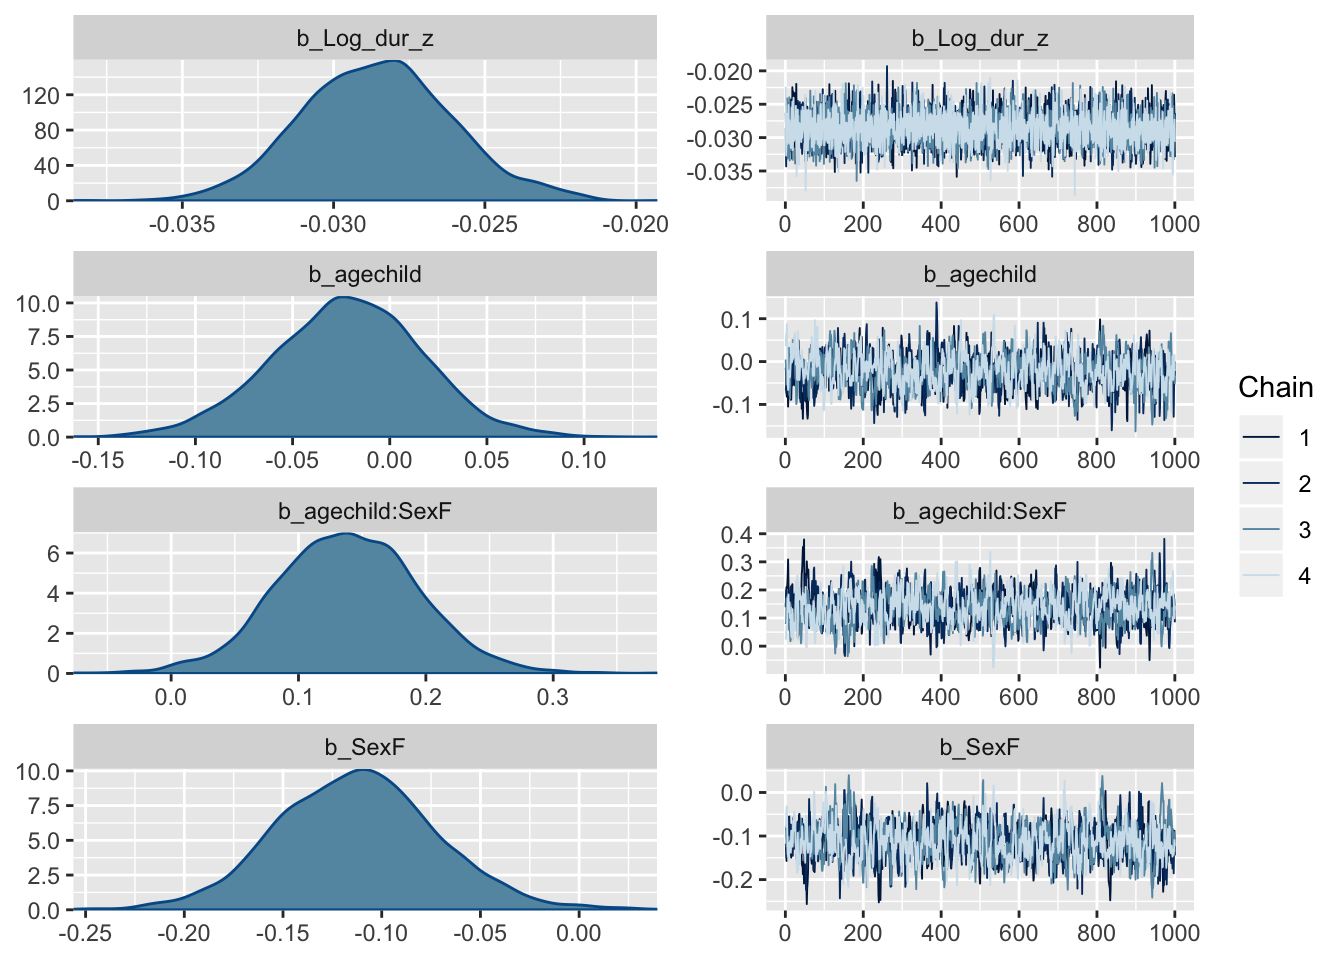 b_Log_dur_z
120
80
40
0
-0.035 -0.030 -0.025 -0.020
b_Log_dur_z
-0.020
-0.025
-0.030
-0.035
0 200 400 600 800 1000
b_agechild
10.0
7.5
5.0
2.5
0.0
-0.15 -0.10 -0.05 0.00 0.05 0.10
b_agechild
0.1
0.0
-0.1
0 200 400 600 800 1000
b_agechild:SexF
6
4
2
0
0.0 0.1 0.2 0.3
b_agechild:SexF
0.4
0.3
0.2
0.1
0.0
0 200 400 600 800 1000
b_SexF
10.0
7.5
5.0
2.5
0.0
-0.25 -0.20 -0.15 -0.10 -0.05 0.00
b_SexF
0.0
-0.1
-0.2
0 200 400 600 800 1000
Chain
1
2
3
4